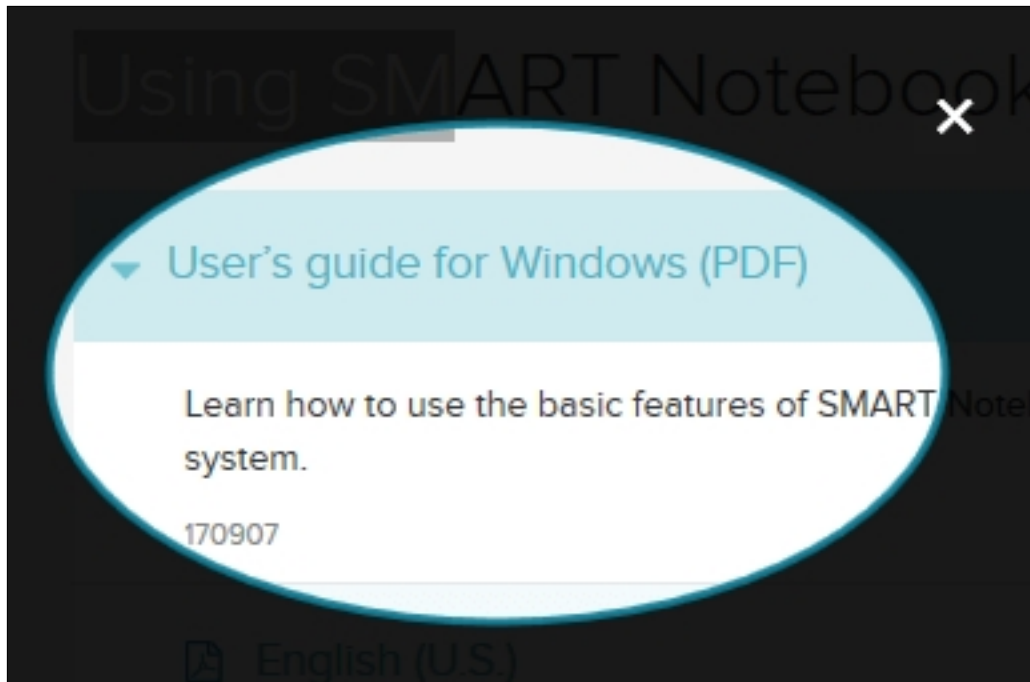 Using SMART Notebook
User's guide for Windows (PDF)
Learn how to use the basic features of SMART Note
system.
170907
English (U.S.)